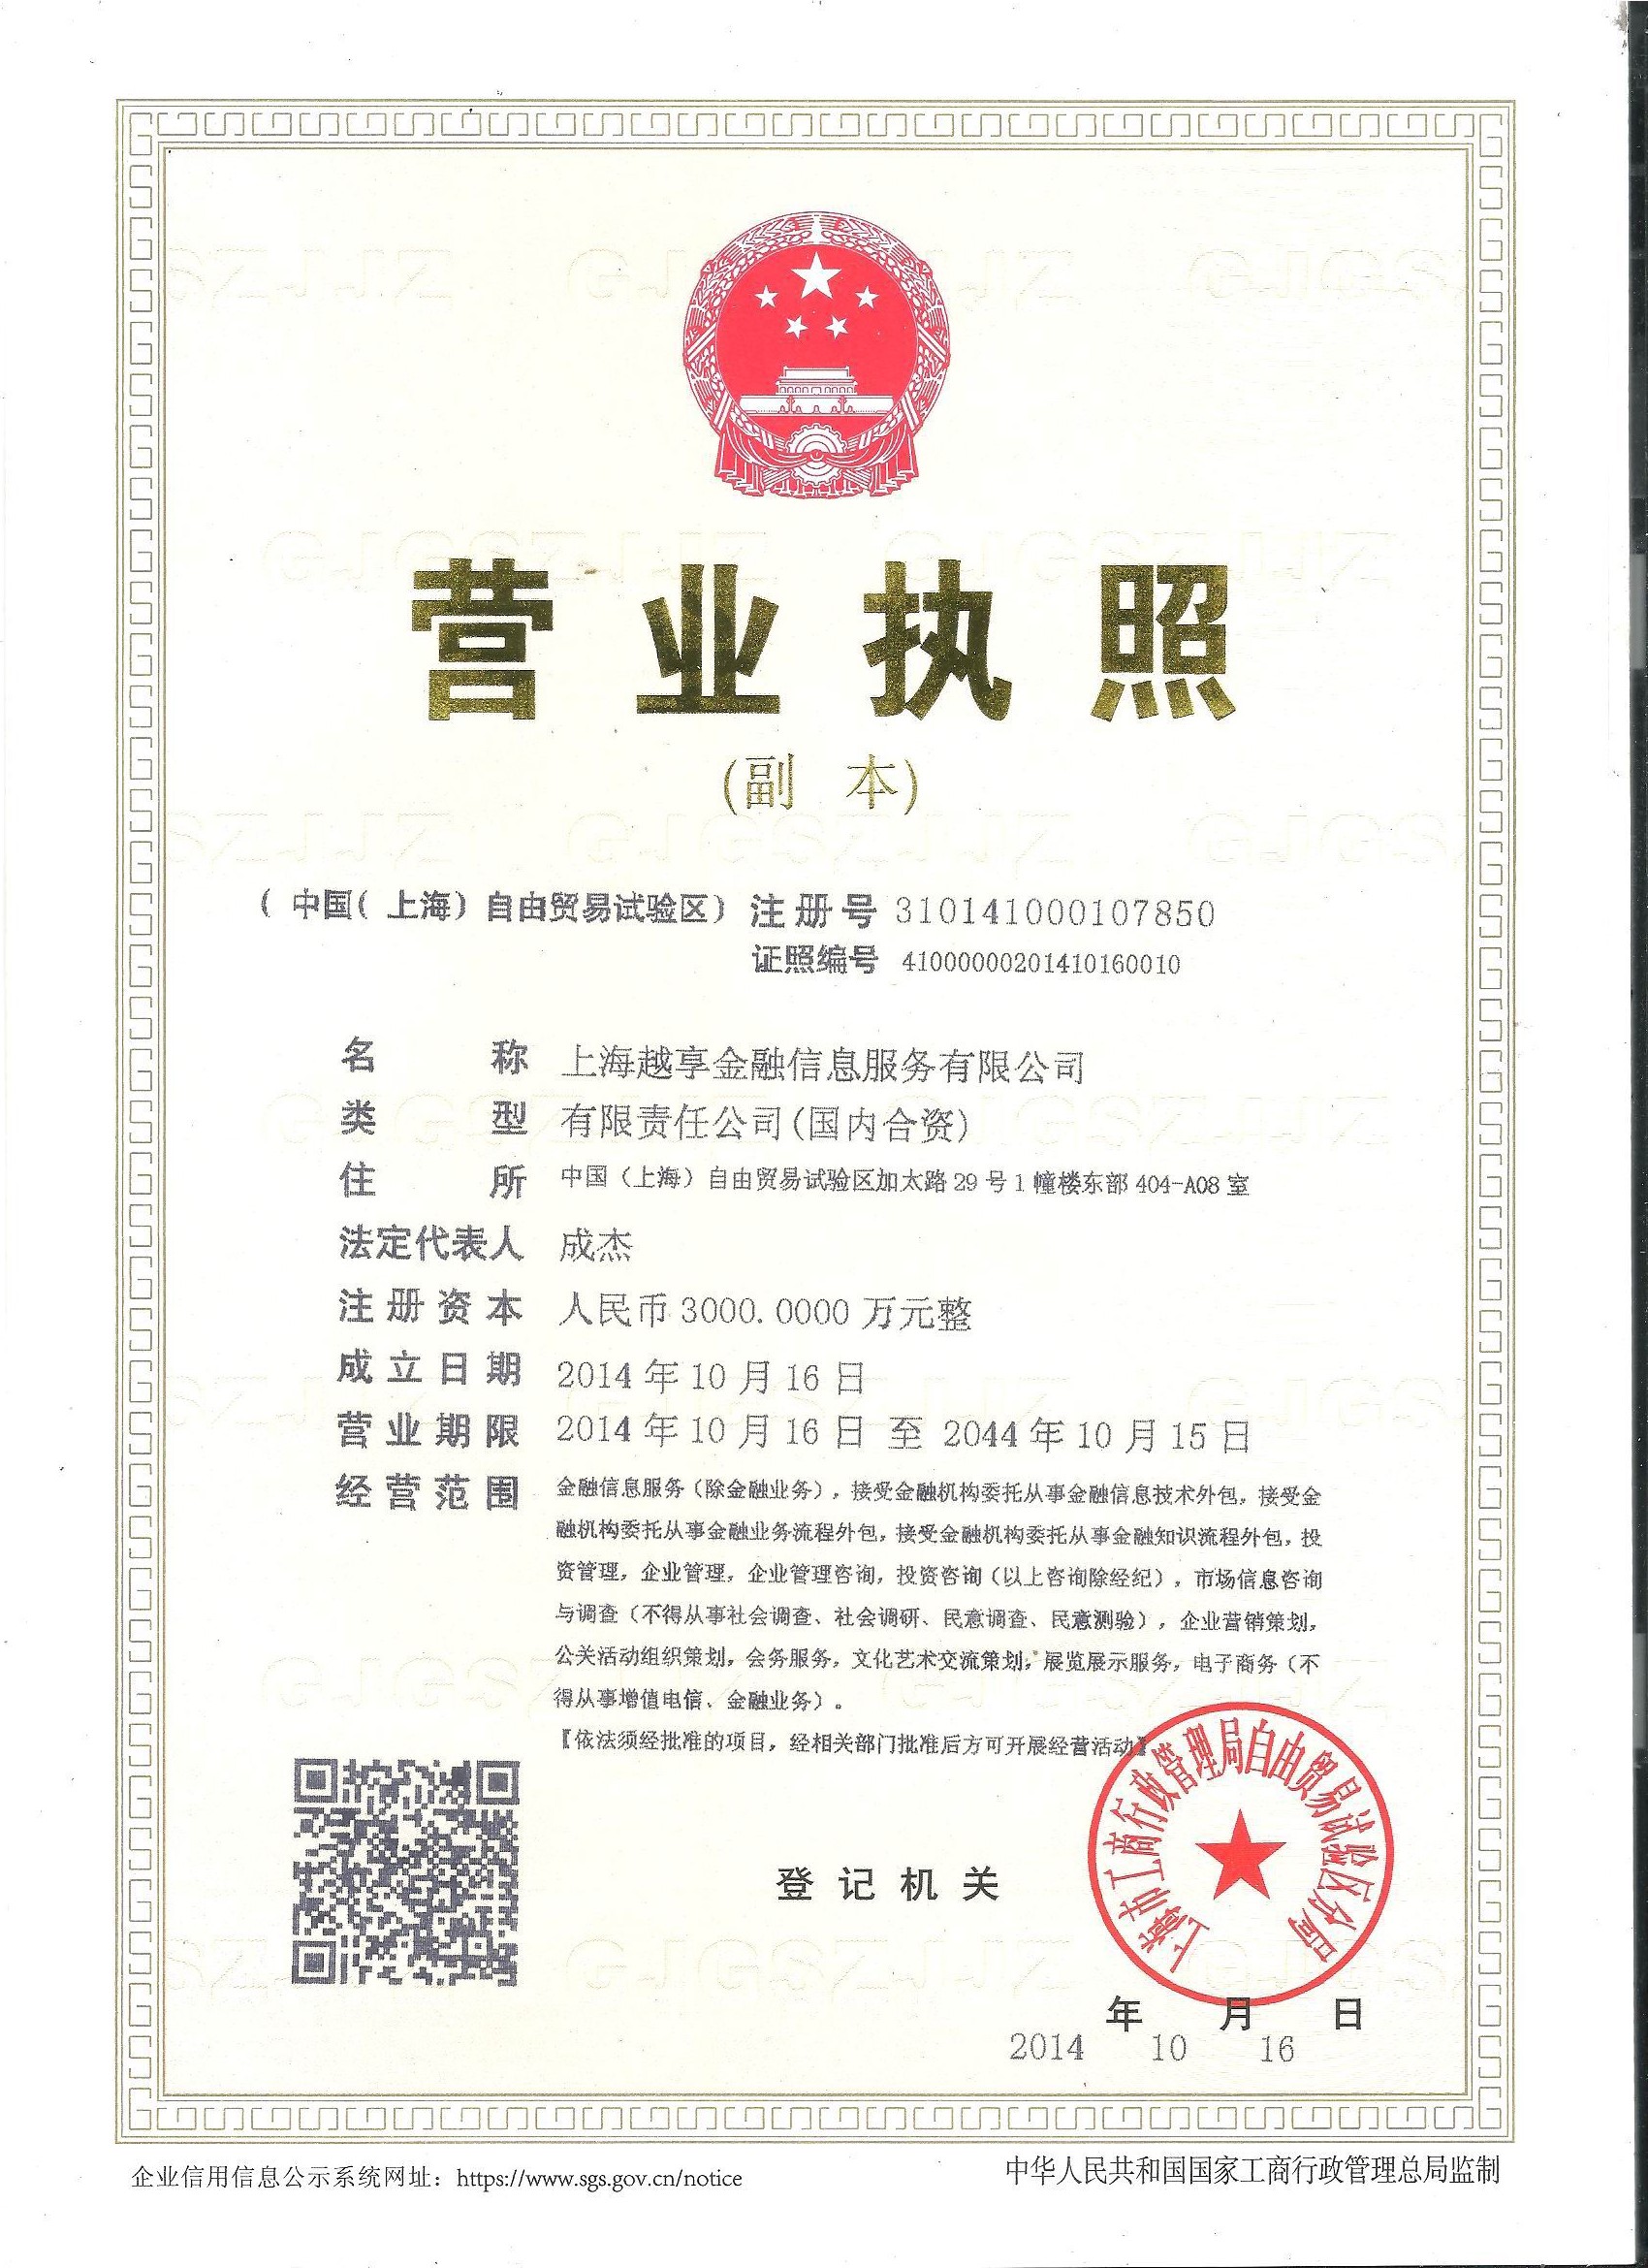 营业执照
(副 本)
(中国(上海)自由贸易试验区) 注册号 310141000107850
证照编号 41000000201410160010
名称 上海越享金融信息服务有限公司
类型 有限责任公司(国内合资)
住所 中国(上海)自由贸易试验区加太路29号1幢楼东部404-A08室
法定代表人 成杰
注册资本 人民币3000.0000万元整
成立日期 2014年10月16日
营业期限 2014年10月16日 至 2044年10月15日
经营范围 金融信息服务(除金融业务),接受金融机构委托从事金融信息技术外包,接受金
融机构委托从事金融业务流程外包,接受金融机构委托从事金融知识流程外包,投
资管理,企业管理,企业管理咨询,投资咨询(以上咨询除经纪),市场信息咨询
与调查(不得从事社会调查、社会调研、民意调查、民意测验),企业营销策划,
公关活动组织策划,会务服务,文化艺术交流策划,展览展示服务,电子商务(不
得从事增值电信、金融业务)。
【依法须经批准的项目,经相关部门批准后方可开展经营活动】
上海市工商行政管理局自由贸易试验区分局
登记机关
年 月 日
2014 10 16
企业信用信息公示系统网址:https://www.sgs.gov.cn/notice
中华人民共和国国家工商行政管理总局监制